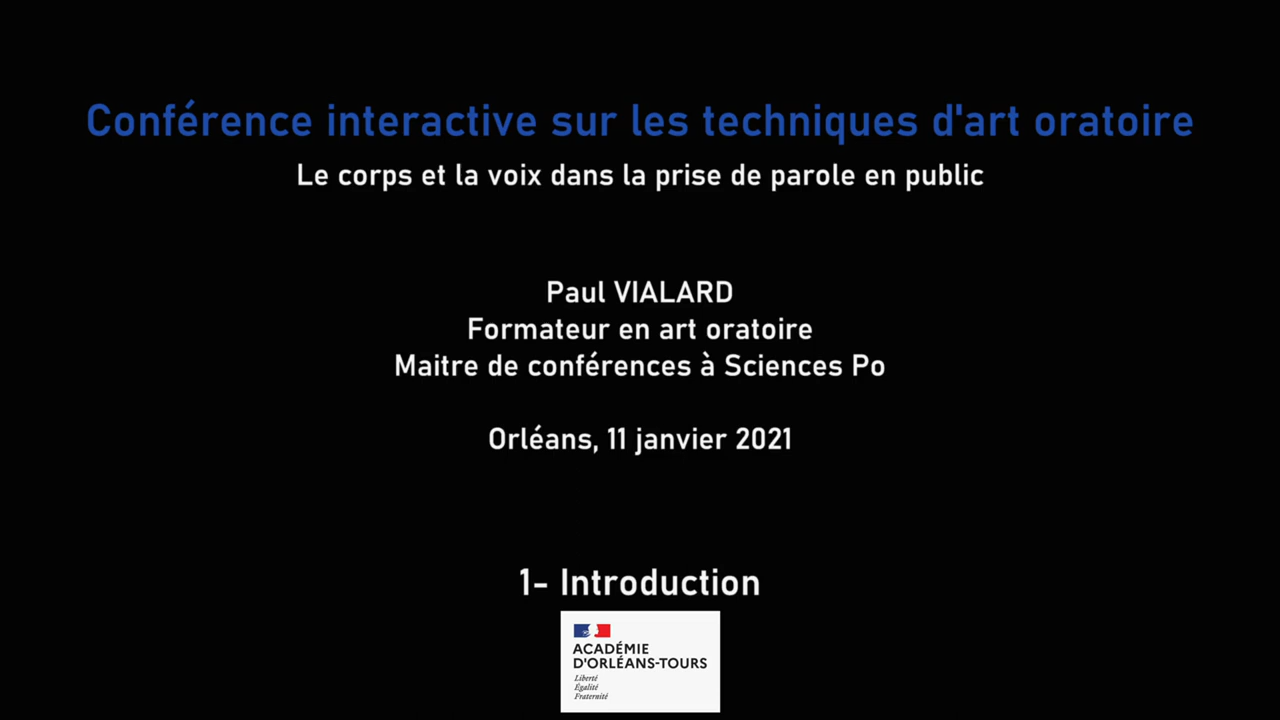 Conférence interactive sur les techniques d'art oratoire
Le corps et la voix dans la prise de parole en public
Paul VIALARD
Formateur en art oratoire
Maitre de conférences à Sciences Po
Orléans, 11 janvier 2021
1- Introduction
ACADÉMIE
D'ORLÉANS-TOURS
Liberté
Égalité
Fraternité